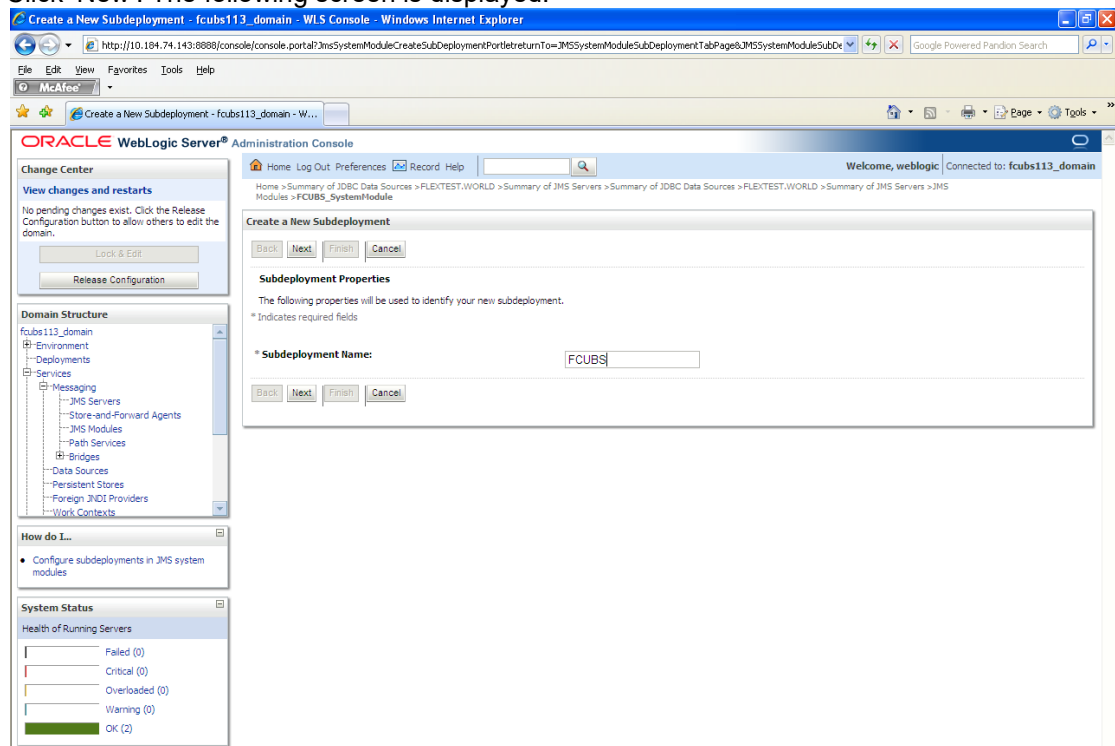 Create a New Subdeployment - fcubs113_domain - WLS Console - Windows Internet Explorer
http://10.184.74.143:8888/console/console.portal?JmsSystemModuleCreateSubDeploymentPortletreturnTo=JMSSystemModuleSubDeploymentTabPage&JMSSystemModuleSubDe
Google Powered Pandion Search
File Edit View Favorites Tools Help
McAfee
Create a New Subdeployment - fcubs113_domain - W...
Page Tools
ORACLE WebLogic Server® Administration Console
Change Center
View changes and restarts
No pending changes exist. Click the Release
Configuration button to allow others to edit the
domain.
Lock & Edit
Release Configuration
Domain Structure
fcubs113_domain
Environment
Deployments
Services
Messaging
JMS Servers
Store-and-Forward Agents
JMS Modules
Path Services
Bridges
Data Sources
Persistent Stores
Foreign JNDI Providers
Work Contexts
How do I...
Configure subdeployments in JMS system
modules
System Status
Health of Running Servers
Failed (0)
Critical (0)
Overloaded (0)
Warning (0)
OK (2)
Home Log Out Preferences Record Help
Welcome, weblogic Connected to: fcubs113_domain
Home >Summary of JDBC Data Sources >FLEXTEST.WORLD >Summary of JMS Servers >Summary of JDBC Data Sources >FLEXTEST.WORLD >Summary of JMS Servers >JMS
Modules >FCUBS_SystemModule
Create a New Subdeployment
Back Next Finish Cancel
Subdeployment Properties
The following properties will be used to identify your new subdeployment.
* Indicates required fields
* Subdeployment Name: FCUBS
Back Next Finish Cancel